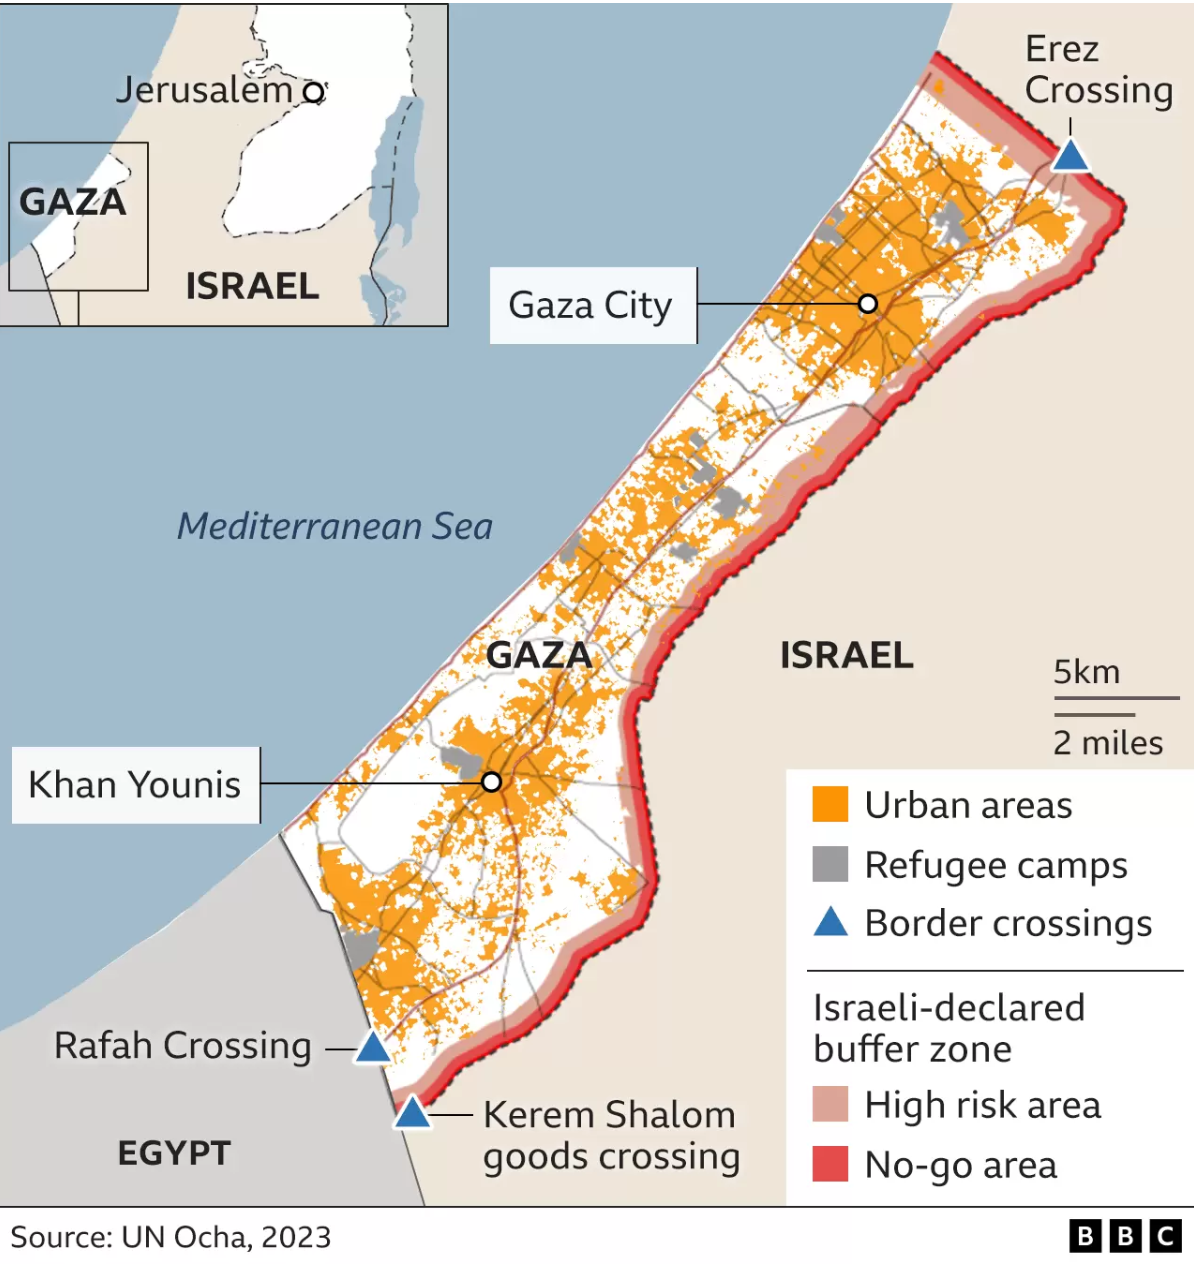 Jerusalem
GAZA
ISRAEL
Erez
Crossing
Gaza City
Mediterranean Sea
GAZA
ISRAEL
5km
2 miles
Khan Younis
Urban areas
Refugee camps
Border crossings
Israeli-declared
buffer zone
High risk area
No-go area
Rafah Crossing
Kerem Shalom
goods crossing
EGYPT
Source: UN Ocha, 2023
BBC